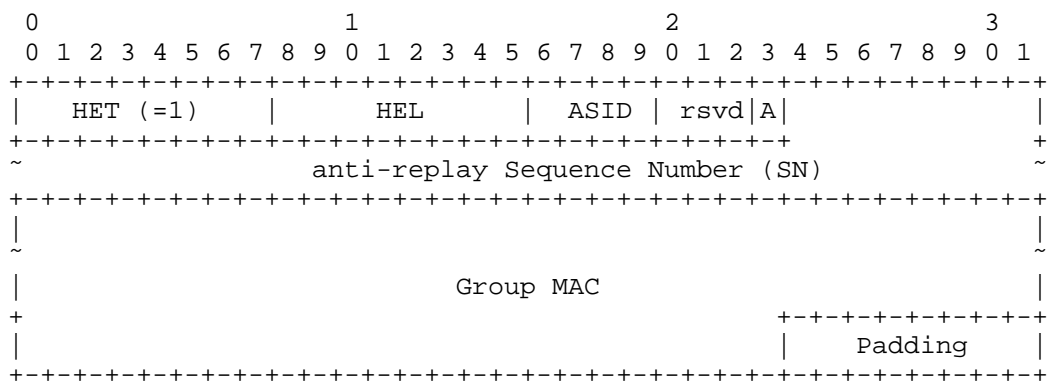 0                   1                   2                   3
 0 1 2 3 4 5 6 7 8 9 0 1 2 3 4 5 6 7 8 9 0 1 2 3 4 5 6 7 8 9 0 1
+-+-+-+-+-+-+-+-+-+-+-+-+-+-+-+-+-+-+-+-+-+-+-+-+-+-+-+-+-+-+-+-+
|   HET (=1)    |      HEL      |  ASID | rsvd|A|               |
+-+-+-+-+-+-+-+-+-+-+-+-+-+-+-+-+-+-+-+-+-+-+-+-+               +
~                  anti-replay Sequence Number (SN)             ~
+-+-+-+-+-+-+-+-+-+-+-+-+-+-+-+-+-+-+-+-+-+-+-+-+-+-+-+-+-+-+-+-+
|                                                               |
~                                                               ~
|                           Group MAC                           |
+                                               +-+-+-+-+-+-+-+-+
|                                               |    Padding    |
+-+-+-+-+-+-+-+-+-+-+-+-+-+-+-+-+-+-+-+-+-+-+-+-+-+-+-+-+-+-+-+-+